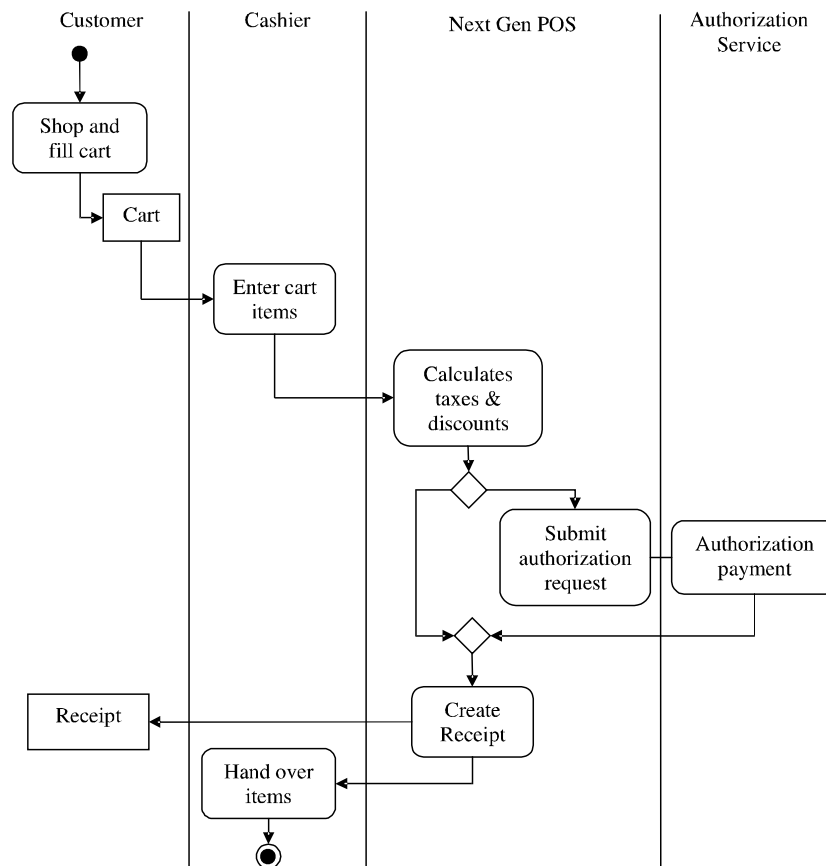 Customer
Cashier
Next Gen POS
Authorization
Service
Shop and
fill cart
Cart
Enter cart
items
Calculates
taxes &
discounts
Submit
authorization
request
Authorization
payment
Receipt
Create
Receipt
Hand over
items